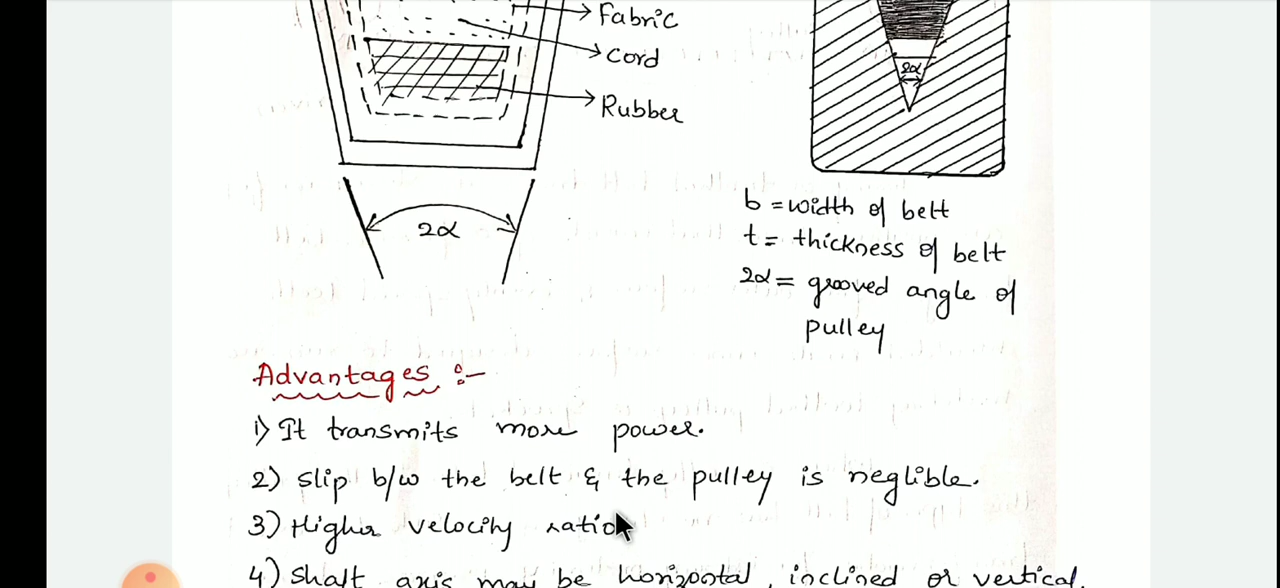 Fabric
Cord
Rubber
2α
2α
b = width of belt
t = thickness of belt
2α = grooved angle of
pulley
Advantages :-
1) It transmits more power.
2) Slip b/w the belt & the pulley is neglible.
3) Higher velocity ratio
4) Shaft axis may be horizontal, inclined or vertical.